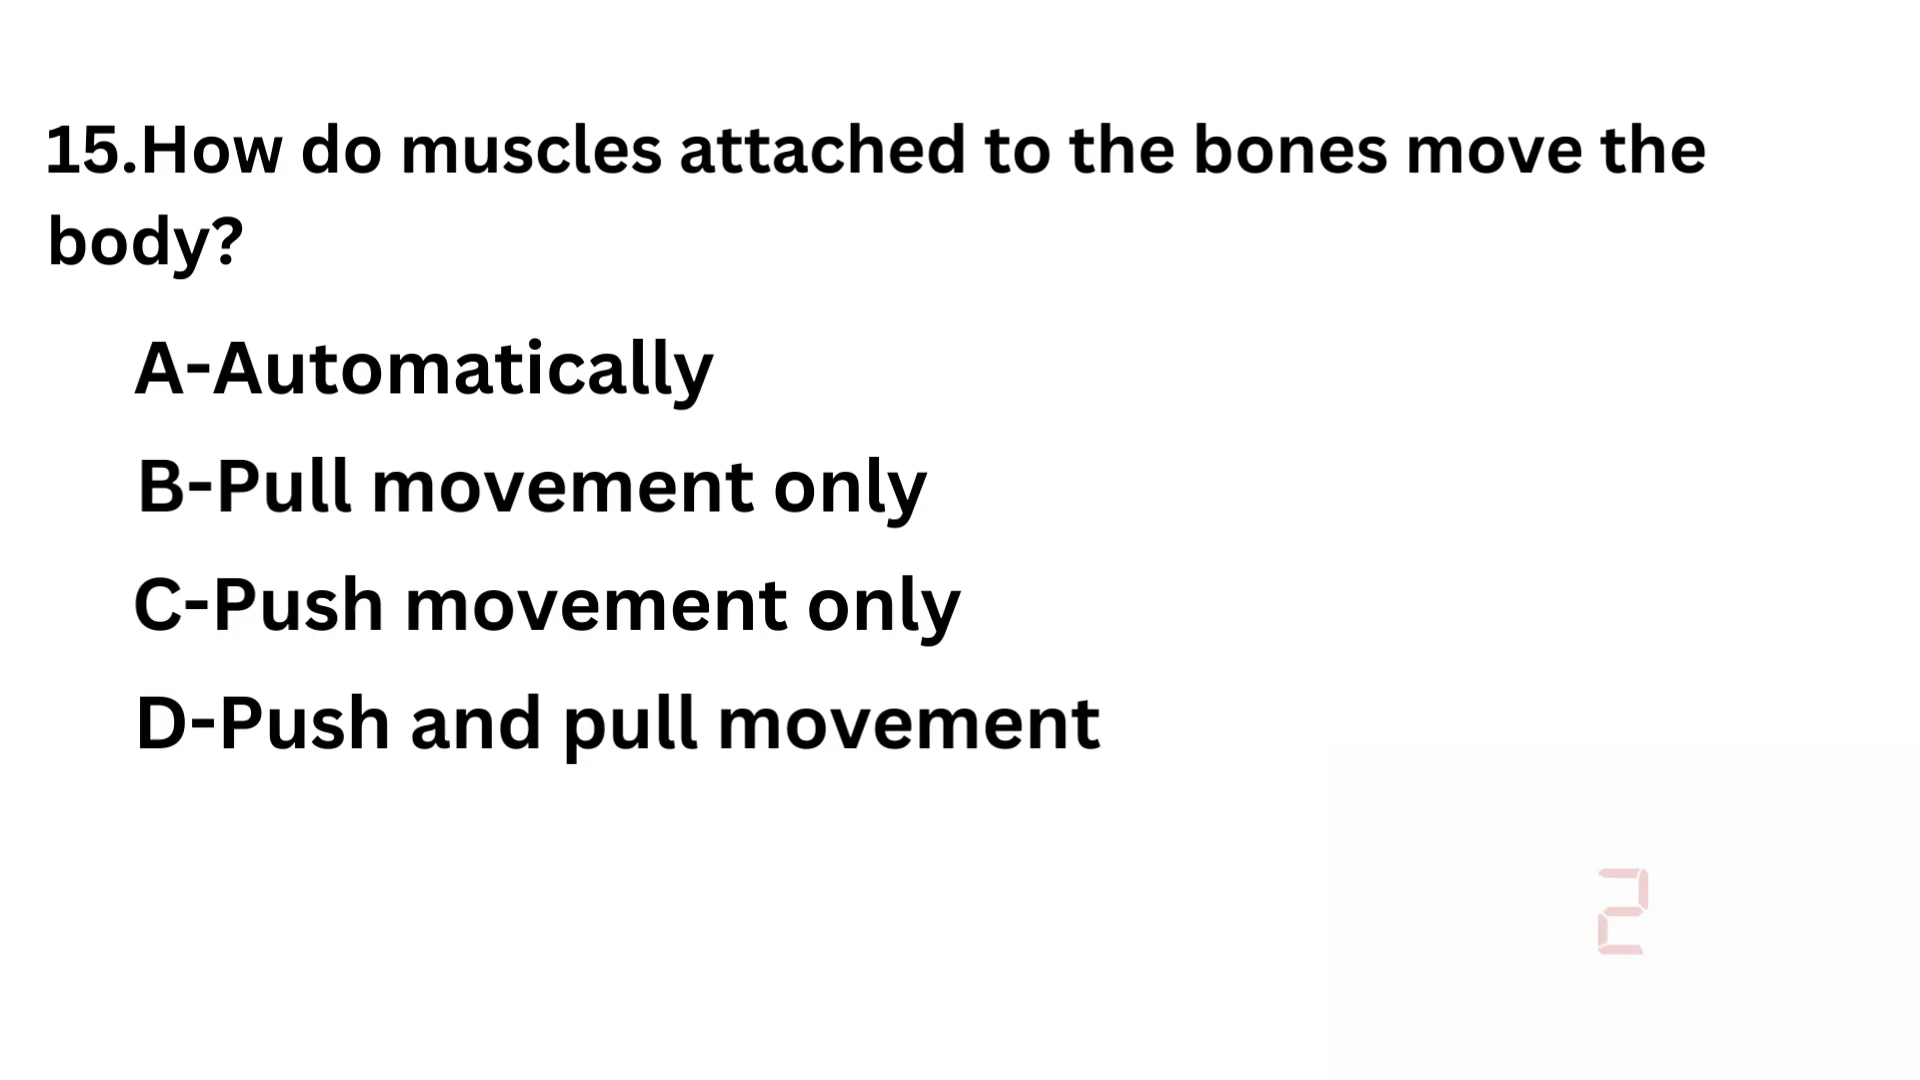 15.How do muscles attached to the bones move the
body?
A-Automatically
B-Pull movement only
C-Push movement only
D-Push and pull movement
2